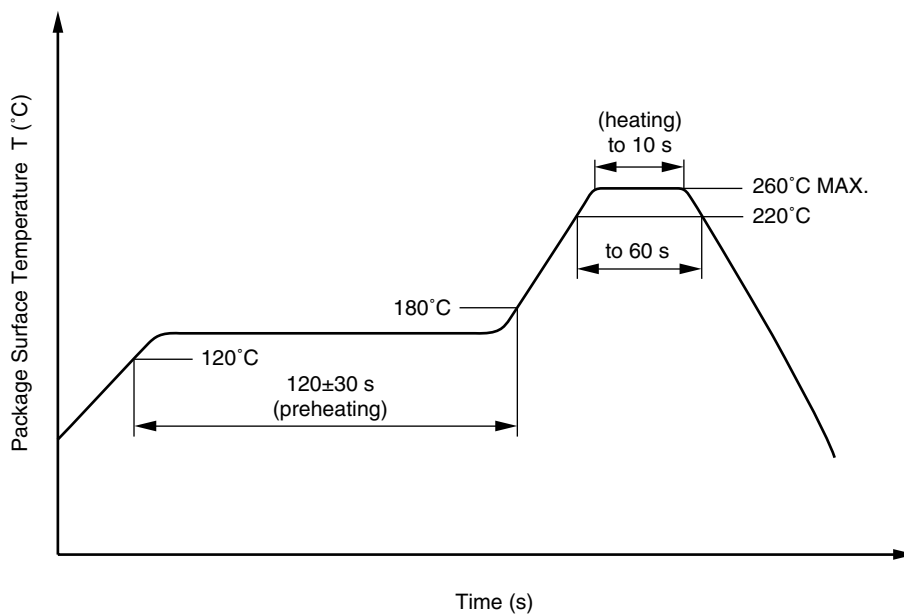 Package Surface Temperature T (˚C)
(heating)
to 10 s
260˚C MAX.
220˚C
to 60 s
180˚C
120˚C
120±30 s
(preheating)
Time (s)